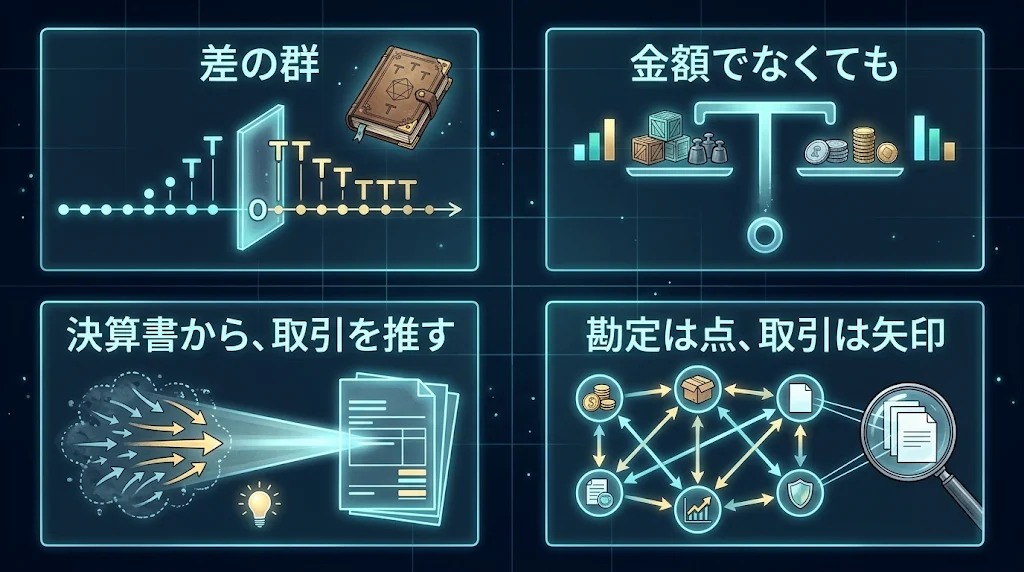 差の群
金額でなくても
決算書から、取引を推す
勘定は点、取引は矢印